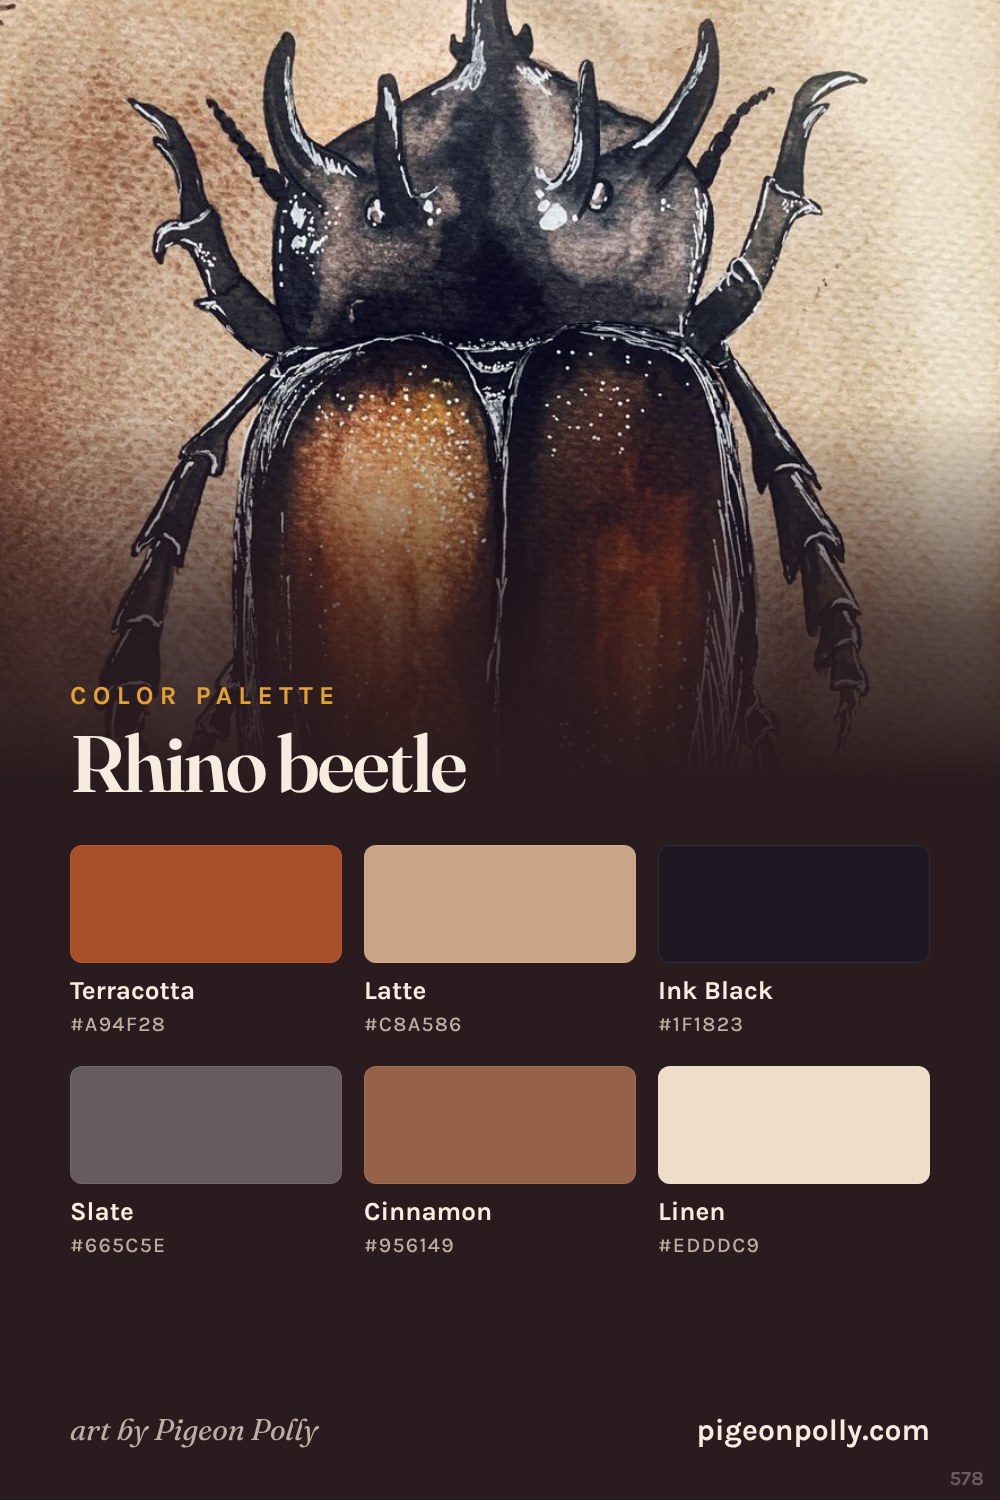 COLOR PALETTE
Rhino beetle
Terracotta
#A94F28
Latte
#C8A586
Ink Black
#1F1823
Slate
#665C5E
Cinnamon
#956149
Linen
#EDDDC9
art by Pigeon Polly
pigeonpolly.com
578